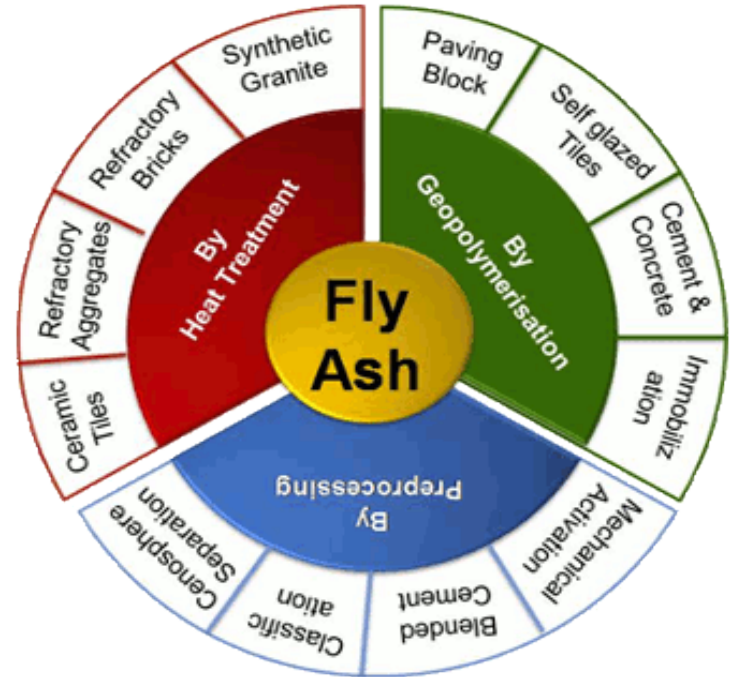 Fly
Ash
By
Heat Treatment
Synthetic
Granite
Refractory
Bricks
Refractory
Aggregates
Ceramic
Tiles
By
Geopolymerisation
Paving
Block
Self glazed
Tiles
Cement &
Concrete
Immobiliz
ation
By
Preprocessing
Mechanical
Activation
Blended
Cement
Classific
ation
Cenosphere
Separation